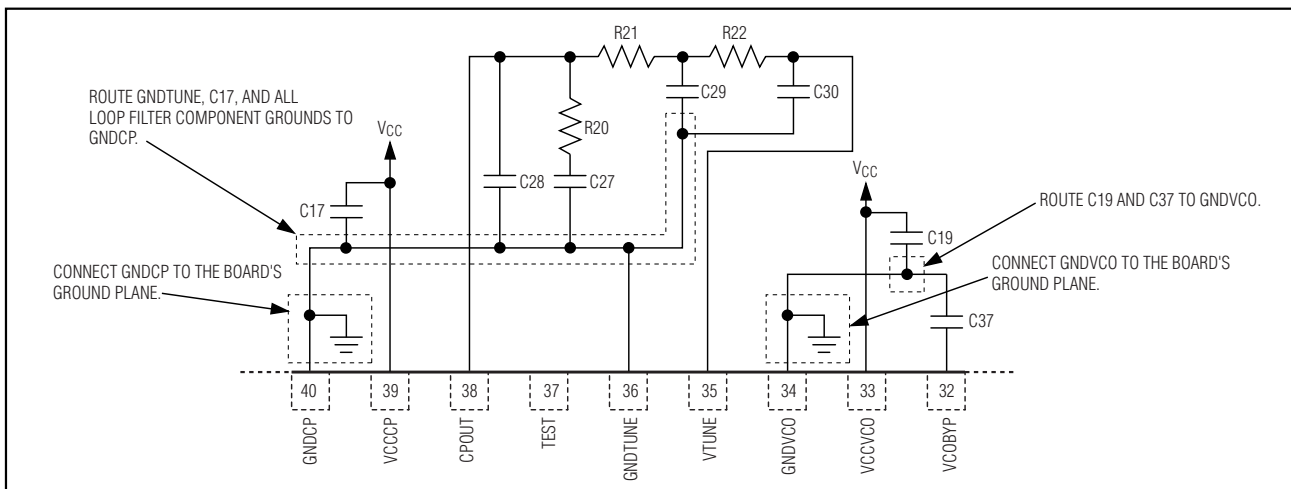 R21
R22
C29
C30
ROUTE GNDTUNE, C17, AND ALL
LOOP FILTER COMPONENT GROUNDS TO
GNDCP.
VCC
R20
C28
C27
C17
VCC
ROUTE C19 AND C37 TO GNDVCO.
C19
CONNECT GNDCP TO THE BOARD'S
GROUND PLANE.
CONNECT GNDVCO TO THE BOARD'S
GROUND PLANE.
C37
40
39
38
37
36
35
34
33
32
GNDCP
VCCCP
CPOUT
TEST
GNDTUNE
VTUNE
GNDVCO
VCCVCO
VCOBYP